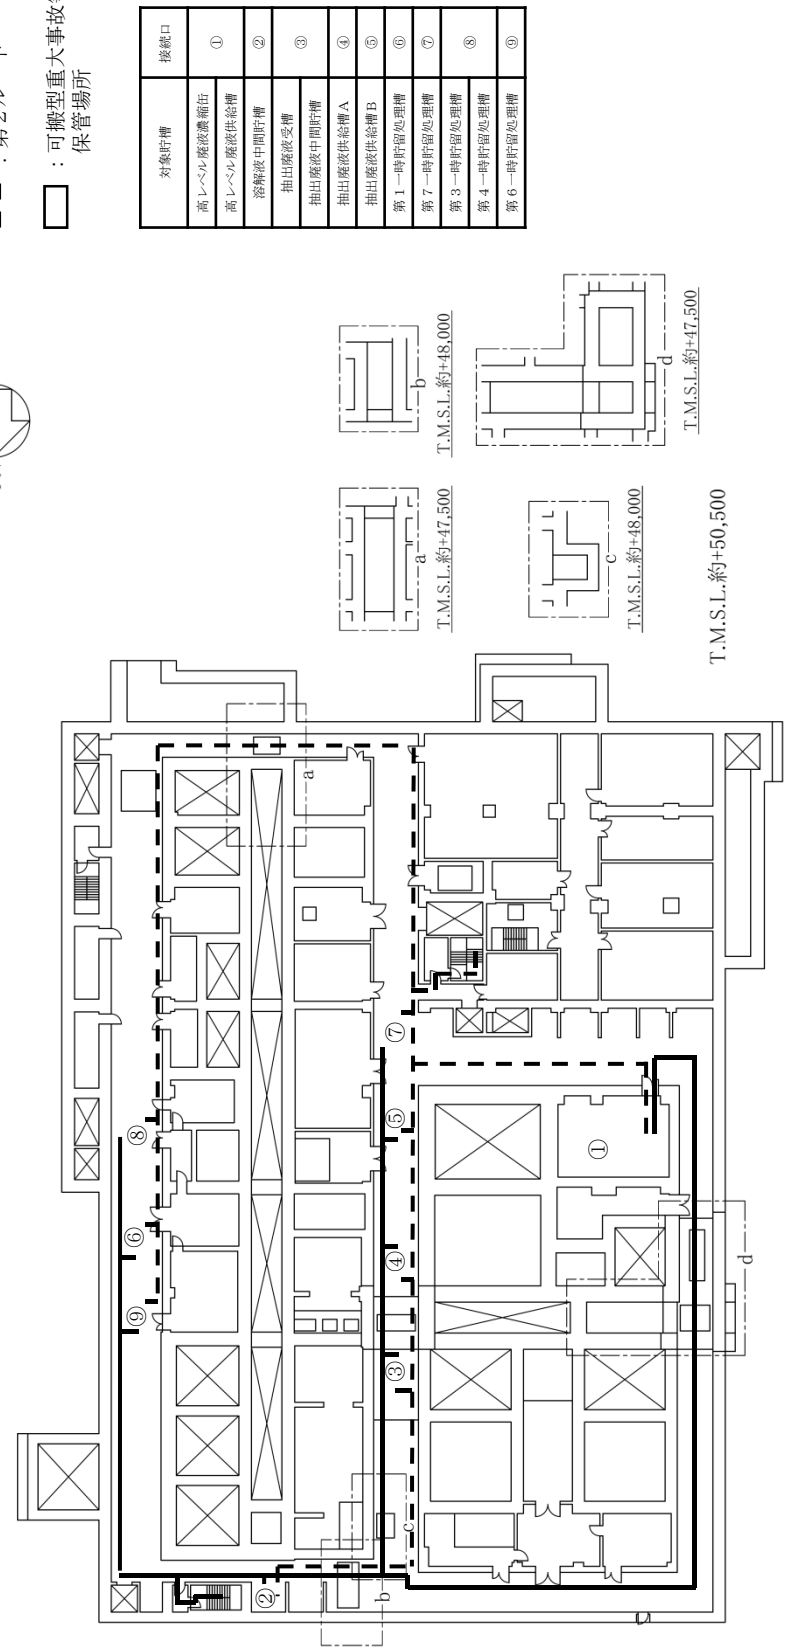 ：可搬型重大事故
保管場所
対象貯槽 接続口
高レベル廃液濃縮缶 ①
高レベル廃液供給槽
溶解液中間貯槽 ②
抽出廃液受槽 ③
抽出廃液中間貯槽
抽出廃液供給槽A ④
抽出廃液供給槽B ⑤
第1一時貯留処理槽 ⑥
第7一時貯留処理槽 ⑦
第3一時貯留処理槽 ⑧
第4一時貯留処理槽
第6一時貯留処理槽 ⑨
a
T.M.S.L.約+47,500
b
T.M.S.L.約+48,000
c
T.M.S.L.約+48,000
d
T.M.S.L.約+47,500
T.M.S.L.約+50,500
⑨
⑥
⑧
②
③
④
⑤
⑦
①
a
b
c
d